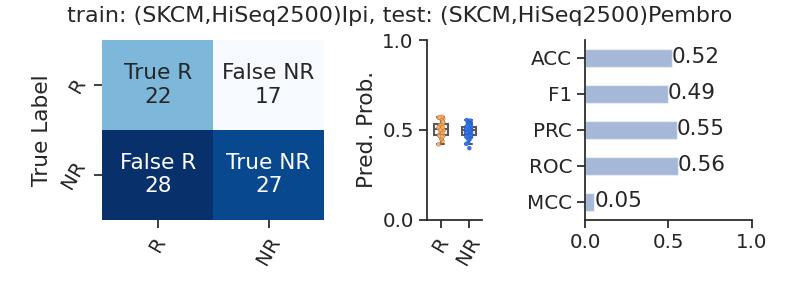 train: (SKCM,HiSeq2500)Ipi, test: (SKCM,HiSeq2500)Pembro
True Label
R
NR
True R
22
False NR
17
False R
28
True NR
27
R
NR
Pred. Prob.
1.0
0.5
0.0
R
NR
ACC
F1
PRC
ROC
MCC
0.52
0.49
0.55
0.56
0.05
0.0
0.5
1.0